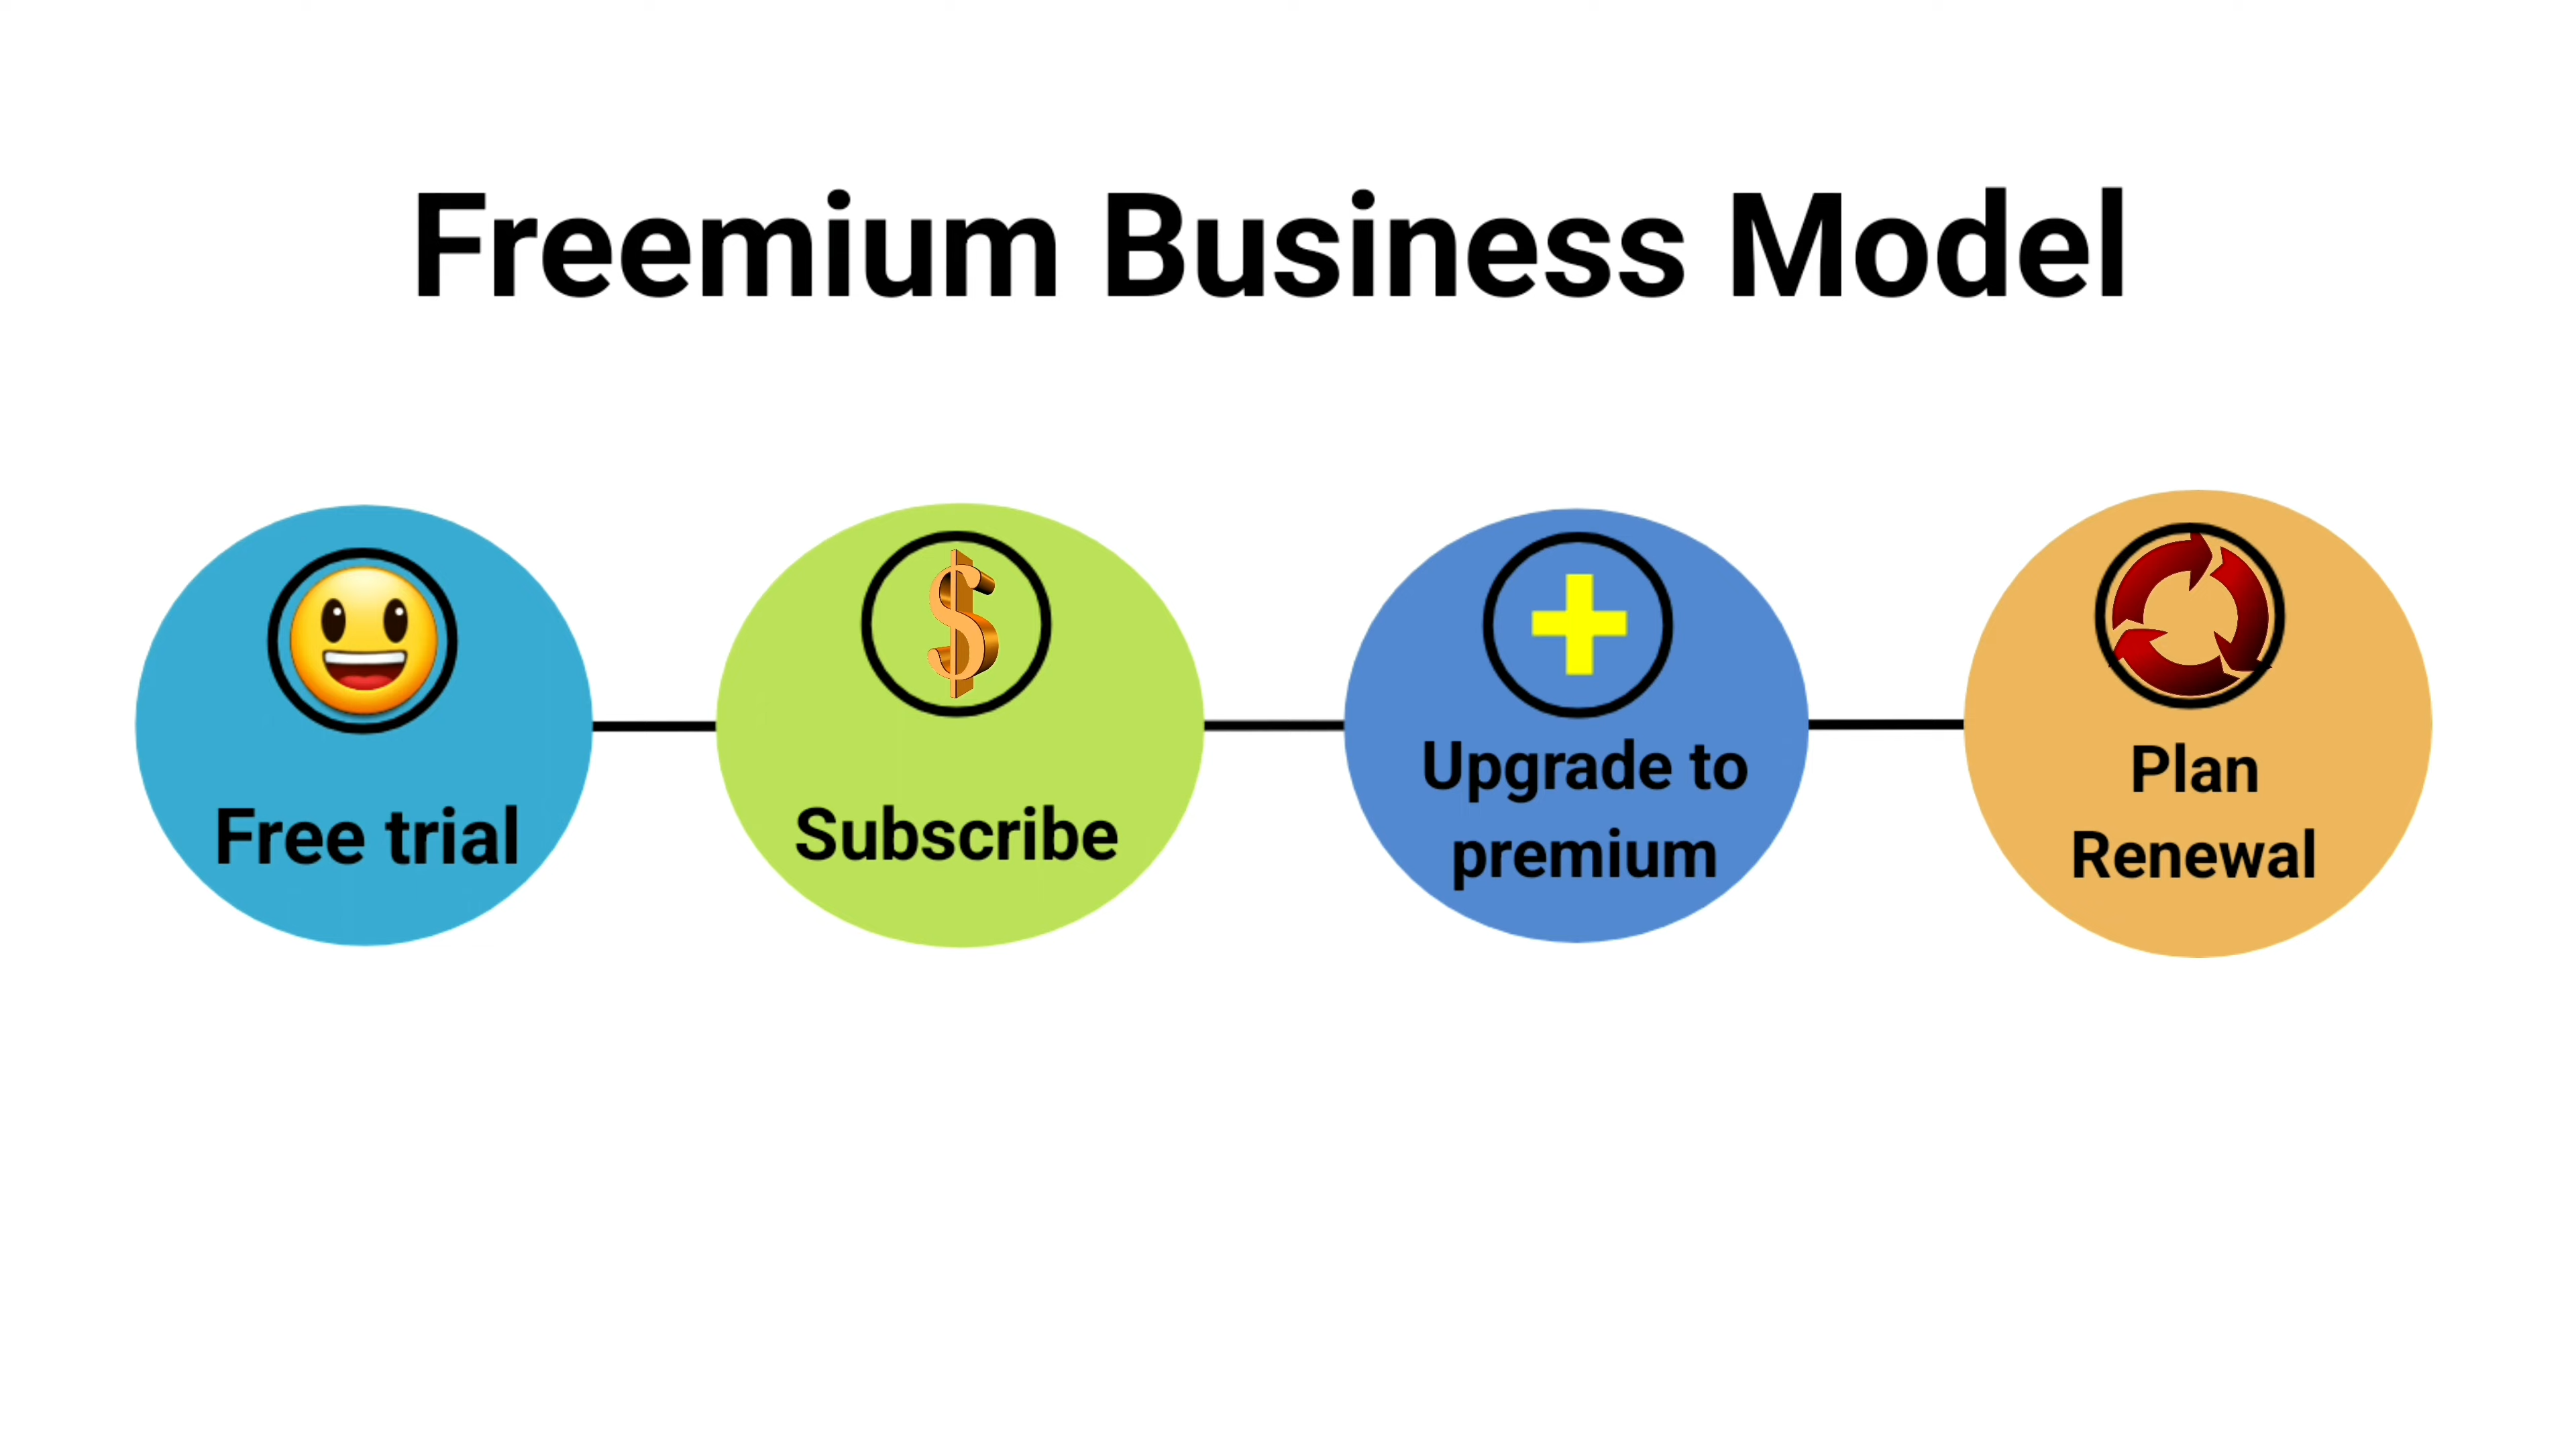 Freemium Business Model
Free trial
Subscribe
Upgrade to
premium
Plan
Renewal